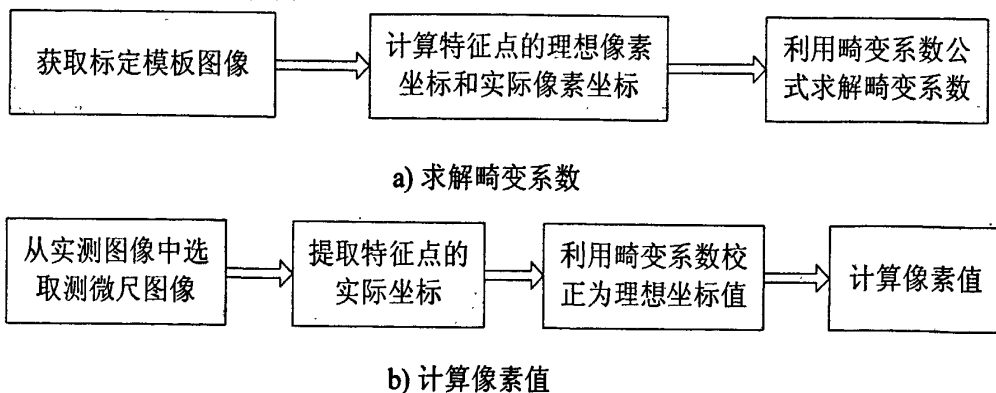 获取标定模板图像
计算特征点的理想像素
坐标和实际像素坐标
利用畸变系数公
式求解畸变系数
a) 求解畸变系数
从实测图像中选
取测微尺图像
提取特征点的
实际坐标
利用畸变系数校
正为理想坐标值
计算像素值
b) 计算像素值